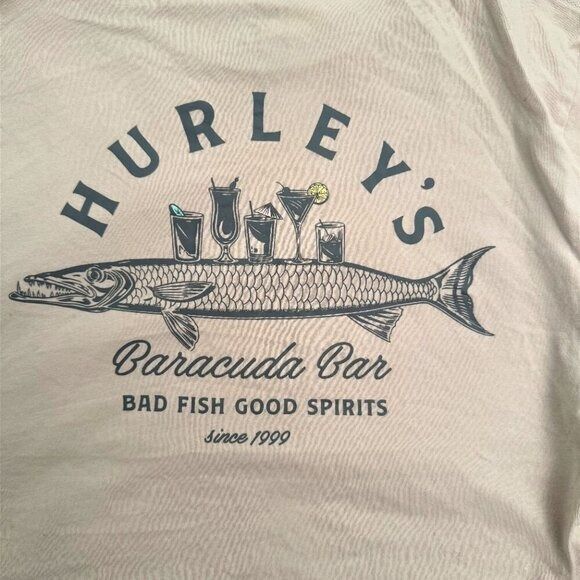 HURLEY'S
Baracuda Bar
BAD FISH GOOD SPIRITS
since 1999